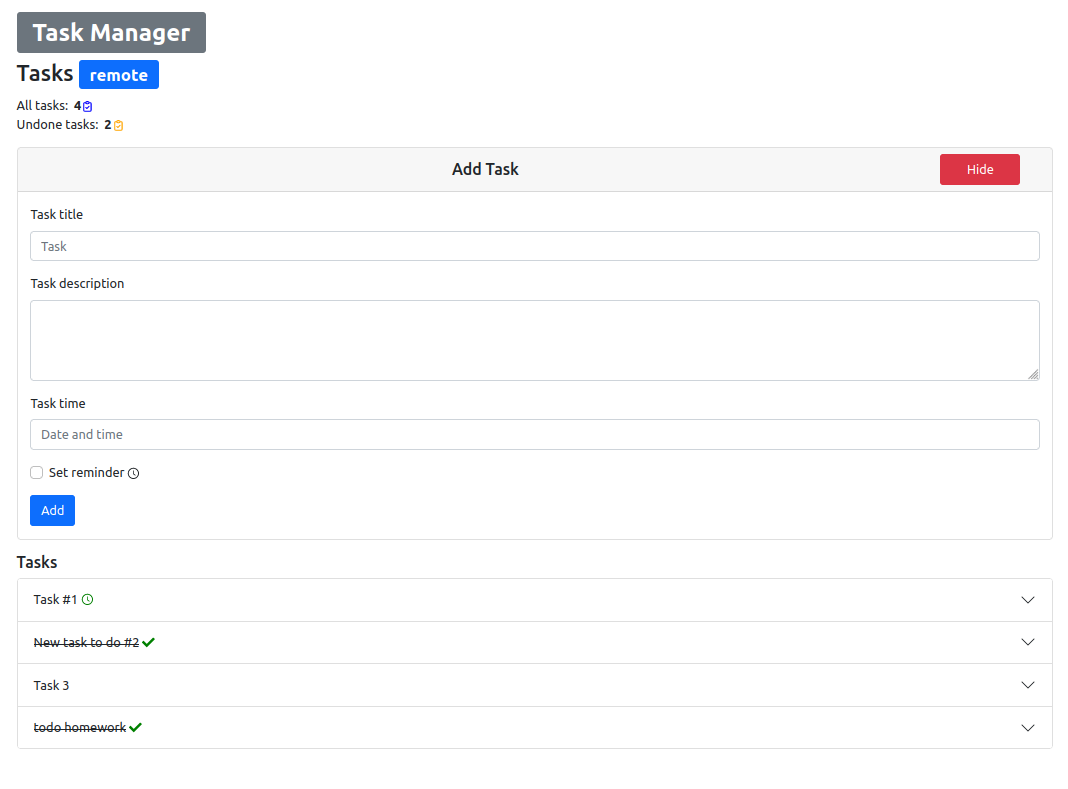 Task Manager
Tasks remote
All tasks: 4
Undone tasks: 2
Add Task Hide
Task title
Task
Task description
Task time
Date and time
Set reminder
Add
Tasks
Task #1
New task to do #2
Task 3
todo homework